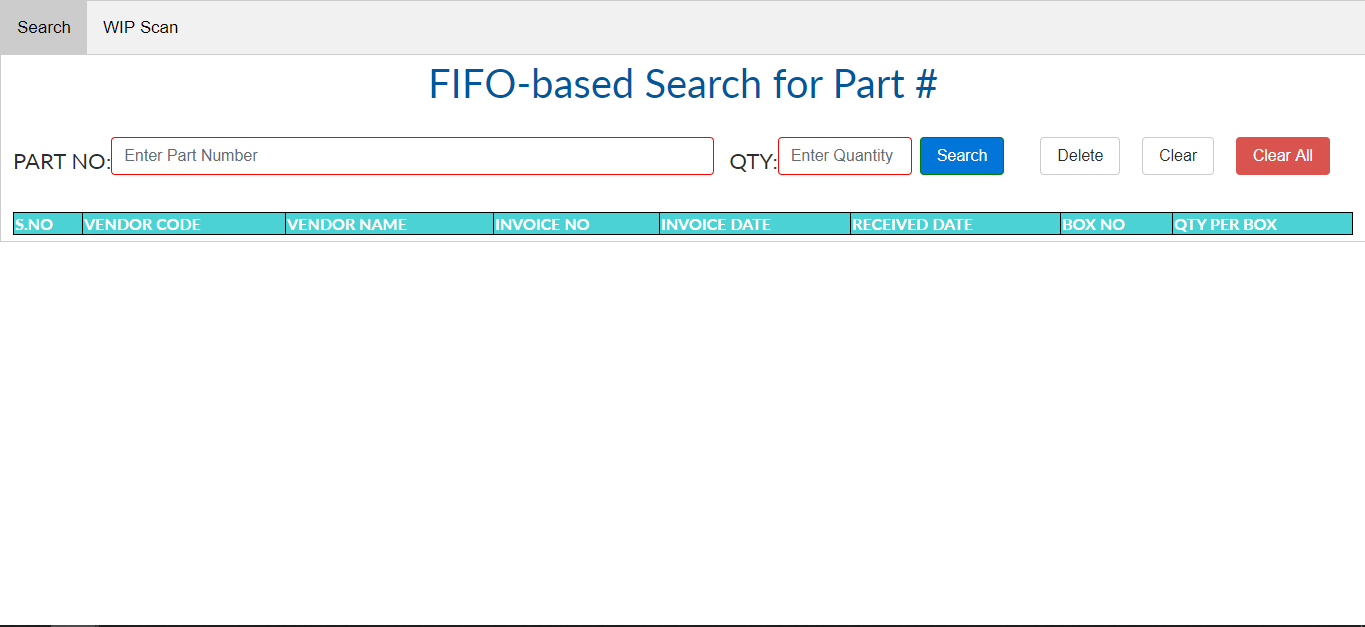 Search WIP Scan
FIFO-based Search for Part #
PART NO: Enter Part Number QTY: Enter Quantity Search Delete Clear Clear All
S.NO VENDOR CODE VENDOR NAME INVOICE NO INVOICE DATE RECEIVED DATE BOX NO QTY PER BOX